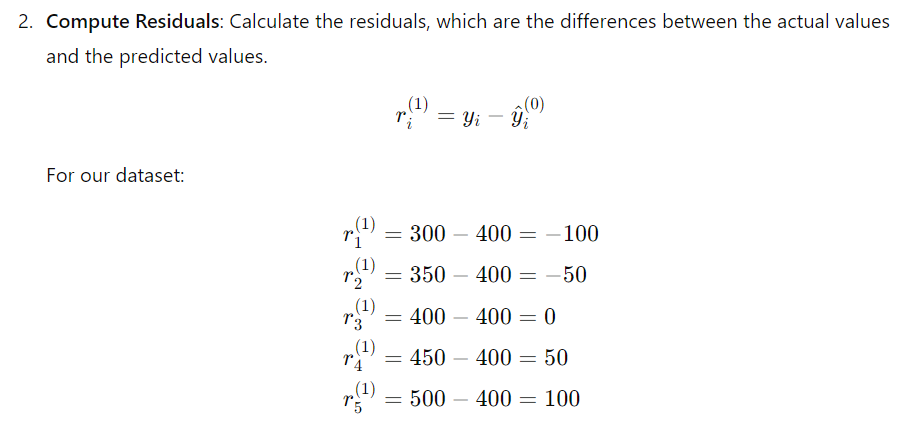 2. Compute Residuals: Calculate the residuals, which are the differences between the actual values
and the predicted values.
r_i^{(1)} = y_i − ŷ_i^{(0)}
For our dataset:
r_1^{(1)} = 300 − 400 = −100
r_2^{(1)} = 350 − 400 = −50
r_3^{(1)} = 400 − 400 = 0
r_4^{(1)} = 450 − 400 = 50
r_5^{(1)} = 500 − 400 = 100